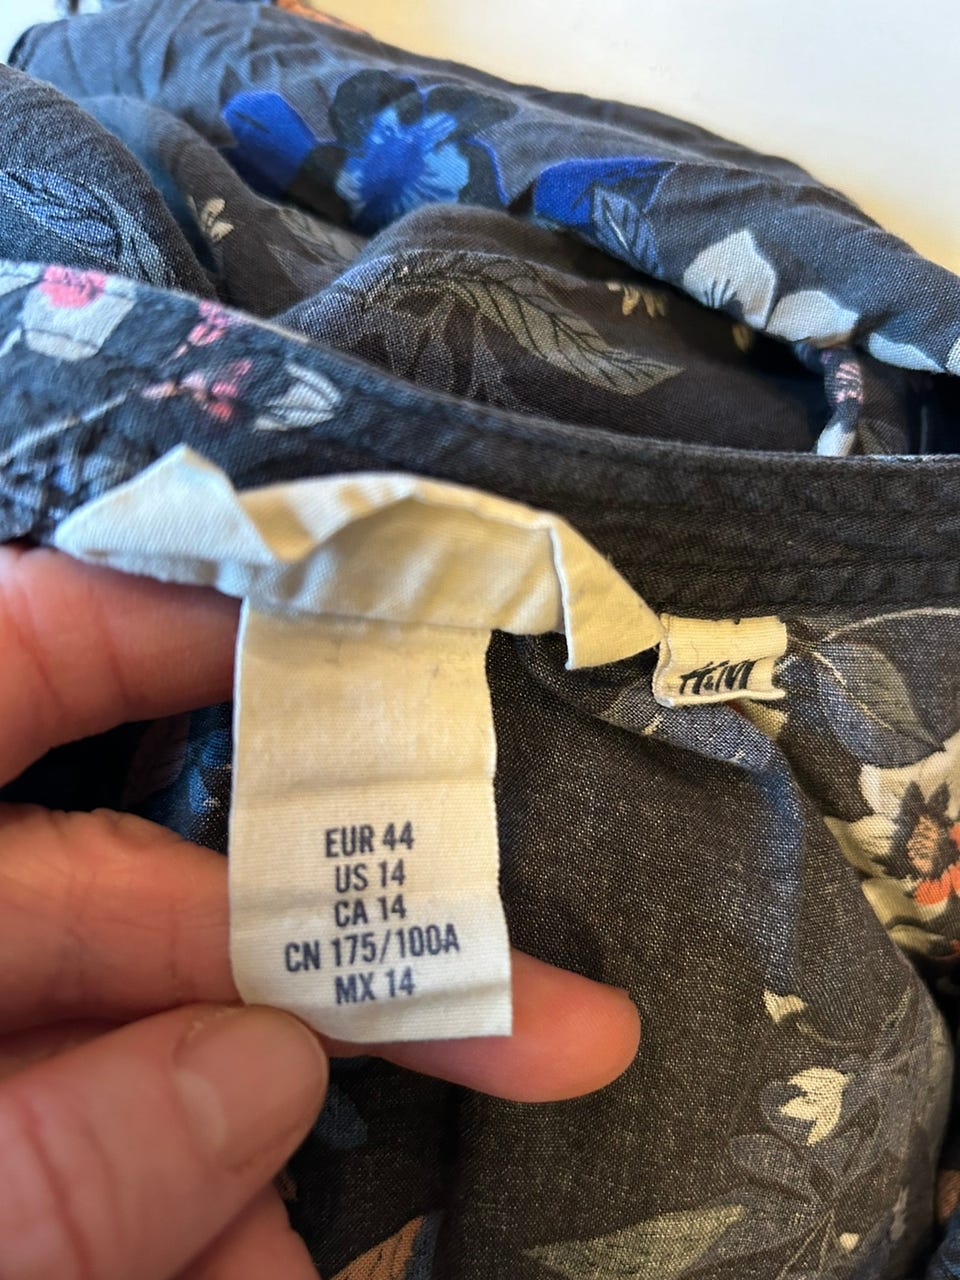 H&M
EUR 44
US 14
CA 14
CN 175/100A
MX 14